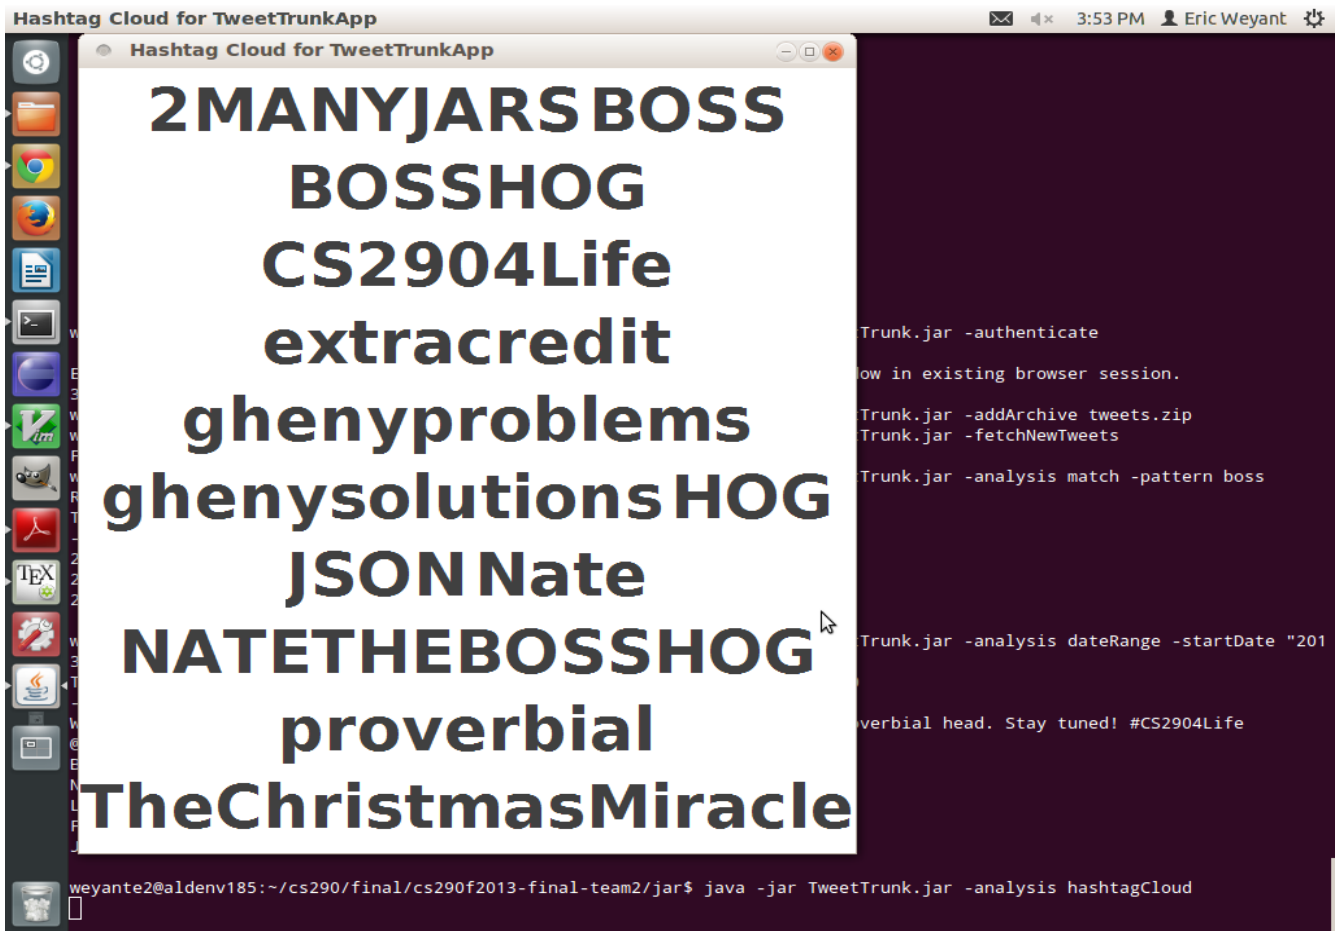 Hashtag Cloud for TweetTrunkApp
3:53 PM Eric Weyant
Hashtag Cloud for TweetTrunkApp
2MANYJARS BOSS
BOSSHOG
CS2904Life
extracredit
ghenyproblems
ghenysolutions HOG
JSON Nate
NATETHEBOSSHOG
proverbial
TheChristmasMiracle
Trunk.jar -authenticate
in existing browser session.
Trunk.jar -addArchive tweets.zip
Trunk.jar -fetchNewTweets
Trunk.jar -analysis match -pattern boss
Trunk.jar -analysis dateRange -startDate "201
verbial head. Stay tuned! #CS2904Life
weyante2@aldenv185:~/cs290/final/cs290f2013-final-team2/jar$ java -jar TweetTrunk.jar -analysis hashtagCloud
Vim
TEX